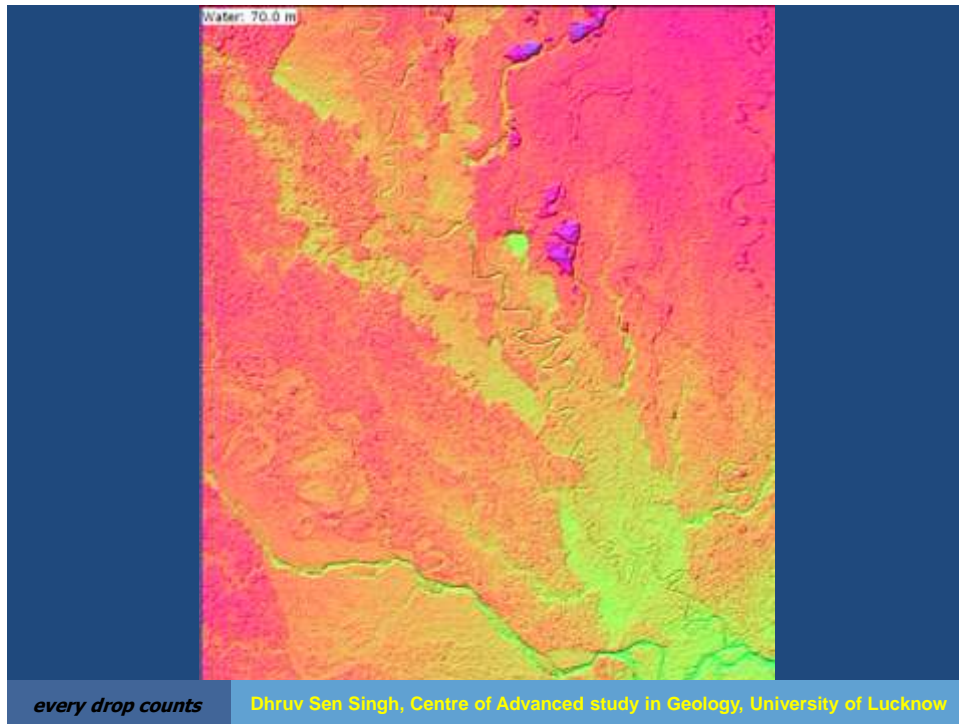 Water: 70.0 m
every drop counts
Dhruv Sen Singh, Centre of Advanced study in Geology, University of Lucknow